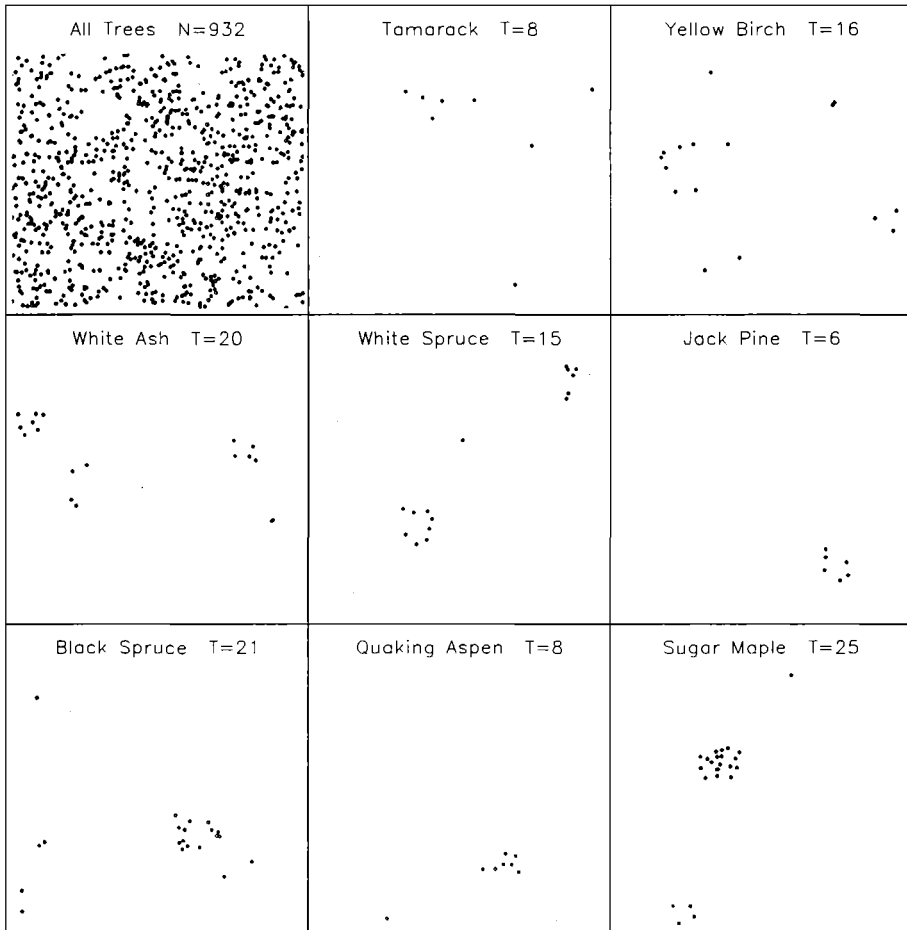 All Trees N=932
Tamarack T=8
Yellow Birch T=16
White Ash T=20
White Spruce T=15
Jack Pine T=6
Black Spruce T=21
Quaking Aspen T=8
Sugar Maple T=25